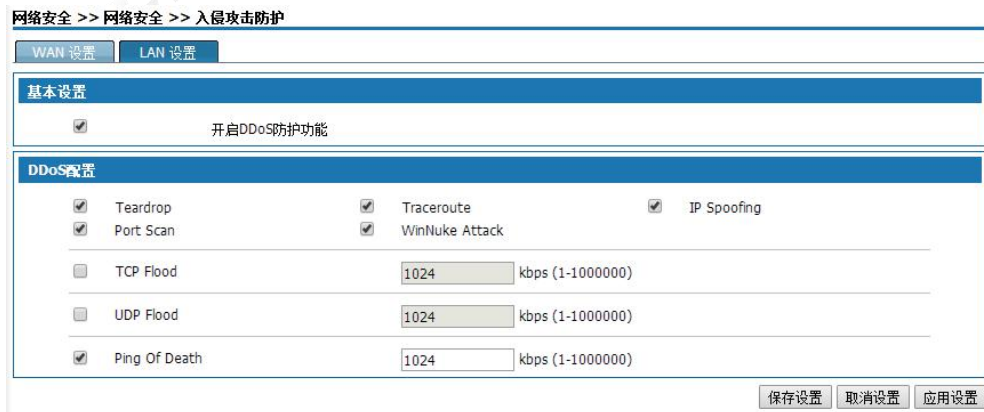 网络安全 >> 网络安全 >> 入侵攻击防护
WAN 设置 LAN 设置
基本设置
开启DDoS防护功能
DDoS配置
Teardrop Traceroute IP Spoofing
Port Scan WinNuke Attack
TCP Flood 1024 kbps (1-1000000)
UDP Flood 1024 kbps (1-1000000)
Ping Of Death 1024 kbps (1-1000000)
保存设置 取消设置 应用设置